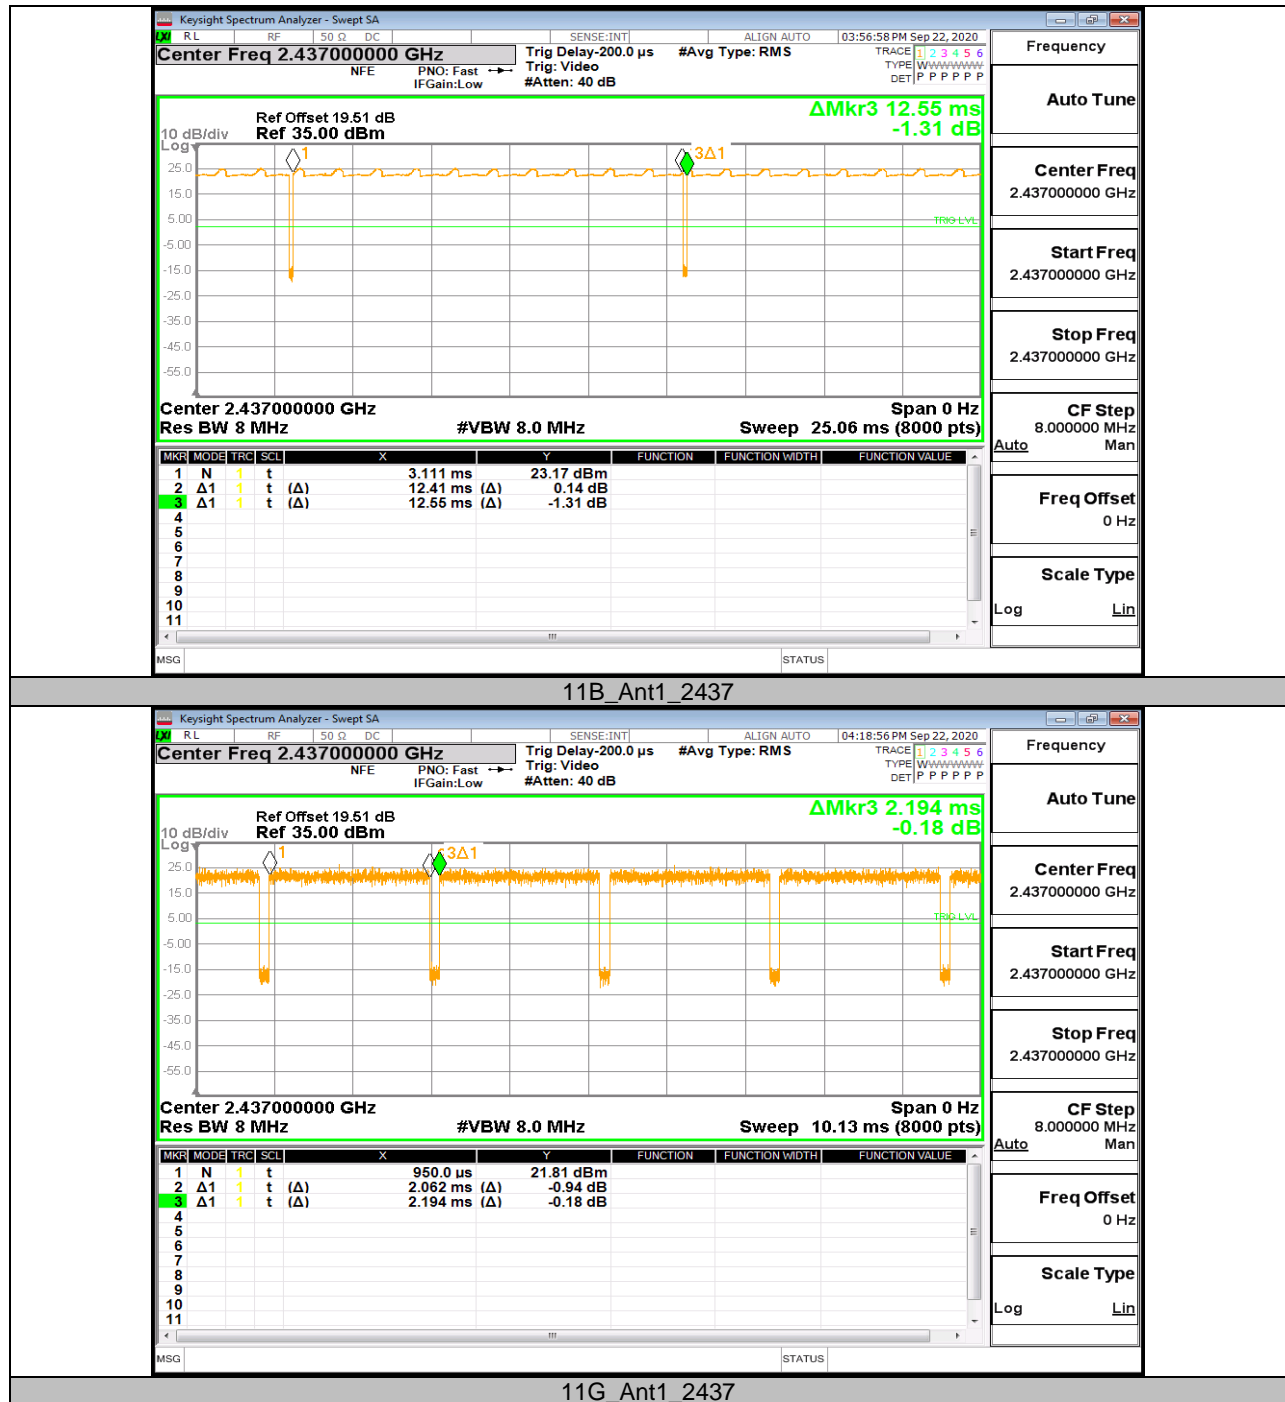 Keysight Spectrum Analyzer - Swept SA
LXI RL RF 50 Ω DC SENSE:INT ALIGN AUTO 03:56:58 PM Sep 22, 2020
Center Freq 2.437000000 GHz
NFE PNO: Fast IFGain:Low
Trig Delay-200.0 µs
Trig: Video
#Atten: 40 dB
#Avg Type: RMS
TRACE 1 2 3 4 5 6
TYPE WWWWWW
DET P P P P P P
Ref Offset 19.51 dB
10 dB/div Ref 35.00 dBm
Log
ΔMkr3 12.55 ms
-1.31 dB
1
3Δ1
25.0
15.0
5.00
TRIG LVL
-5.00
-15.0
-25.0
-35.0
-45.0
-55.0
Center 2.437000000 GHz Span 0 Hz
Res BW 8 MHz #VBW 8.0 MHz Sweep 25.06 ms (8000 pts)
MKR MODE TRC SCL X Y FUNCTION FUNCTION WIDTH FUNCTION VALUE
1 N 1 t 3.111 ms 23.17 dBm
2 Δ1 1 t (Δ) 12.41 ms (Δ) 0.14 dB
3 Δ1 1 t (Δ) 12.55 ms (Δ) -1.31 dB
4
5
6
7
8
9
10
11
MSG STATUS
Frequency
Auto Tune
Center Freq
2.437000000 GHz
Start Freq
2.437000000 GHz
Stop Freq
2.437000000 GHz
CF Step
8.000000 MHz
Auto Man
Freq Offset
0 Hz
Scale Type
Log Lin
11B_Ant1_2437
Keysight Spectrum Analyzer - Swept SA
LXI RL RF 50 Ω DC SENSE:INT ALIGN AUTO 04:18:56 PM Sep 22, 2020
Center Freq 2.437000000 GHz
NFE PNO: Fast IFGain:Low
Trig Delay-200.0 µs
Trig: Video
#Atten: 40 dB
#Avg Type: RMS
TRACE 1 2 3 4 5 6
TYPE WWWWWW
DET P P P P P P
Ref Offset 19.51 dB
10 dB/div Ref 35.00 dBm
Log
ΔMkr3 2.194 ms
-0.18 dB
1
3Δ1
25.0
15.0
5.00
TRIG LVL
-5.00
-15.0
-25.0
-35.0
-45.0
-55.0
Center 2.437000000 GHz Span 0 Hz
Res BW 8 MHz #VBW 8.0 MHz Sweep 10.13 ms (8000 pts)
MKR MODE TRC SCL X Y FUNCTION FUNCTION WIDTH FUNCTION VALUE
1 N 1 t 950.0 µs 21.81 dBm
2 Δ1 1 t (Δ) 2.062 ms (Δ) -0.94 dB
3 Δ1 1 t (Δ) 2.194 ms (Δ) -0.18 dB
4
5
6
7
8
9
10
11
MSG STATUS
Frequency
Auto Tune
Center Freq
2.437000000 GHz
Start Freq
2.437000000 GHz
Stop Freq
2.437000000 GHz
CF Step
8.000000 MHz
Auto Man
Freq Offset
0 Hz
Scale Type
Log Lin
11G_Ant1_2437